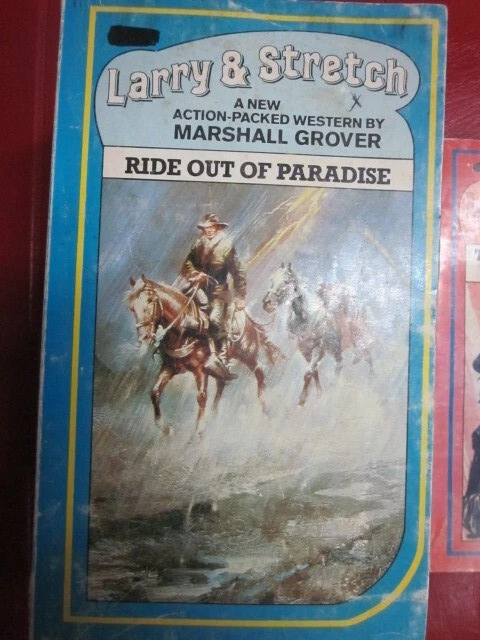 Larry & Stretch
A NEW
ACTION-PACKED WESTERN BY
MARSHALL GROVER
RIDE OUT OF PARADISE